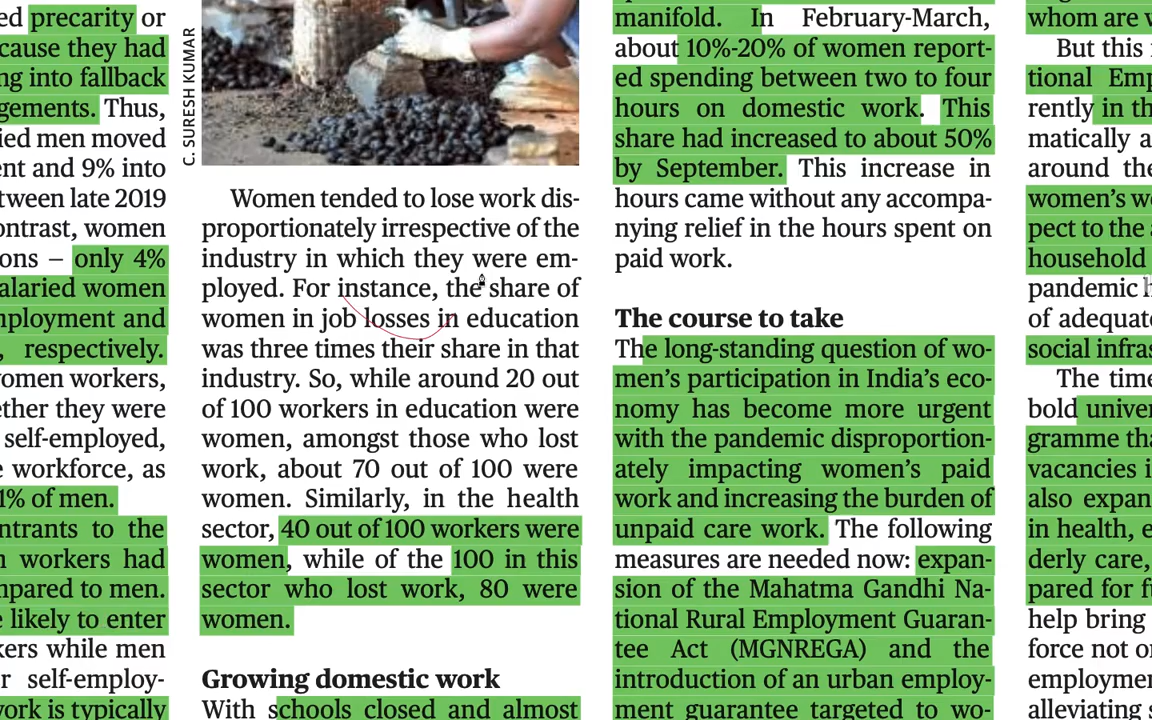 ed precarity or
cause they had
ng into fallback
gements. Thus,
ied men moved
ent and 9% into
tween late 2019
ontrast, women
ons – only 4%
alaried women
mployment and
, respectively.
women workers,
ether they were
self-employed,
e workforce, as
1% of men.
ntrants to the
n workers had
mpared to men.
e likely to enter
kers while men
r self-employ-
work is typically
C. SURESH KUMAR
Women tended to lose work dis-
proportionately irrespective of the
industry in which they were em-
ployed. For instance, the share of
women in job losses in education
was three times their share in that
industry. So, while around 20 out
of 100 workers in education were
women, amongst those who lost
work, about 70 out of 100 were
women. Similarly, in the health
sector, 40 out of 100 workers were
women, while of the 100 in this
sector who lost work, 80 were
women.
Growing domestic work
With schools closed and almost
manifold. In February-March,
about 10%-20% of women report-
ed spending between two to four
hours on domestic work. This
share had increased to about 50%
by September. This increase in
hours came without any accompa-
nying relief in the hours spent on
paid work.
The course to take
The long-standing question of wo-
men's participation in India's eco-
nomy has become more urgent
with the pandemic disproportion-
ately impacting women's paid
work and increasing the burden of
unpaid care work. The following
measures are needed now: expan-
sion of the Mahatma Gandhi Na-
tional Rural Employment Guaran-
tee Act (MGNREGA) and the
introduction of an urban employ-
ment guarantee targeted to wo-
whom are w
But this
tional Emp
rently in th
matically a
around the
women's wo
pect to the a
household
pandemic h
of adequate
social infras
The time
bold univer
gramme tha
vacancies i
also expan
in health, e
derly care,
pared for fu
help bring
force not on
employmen
alleviating s